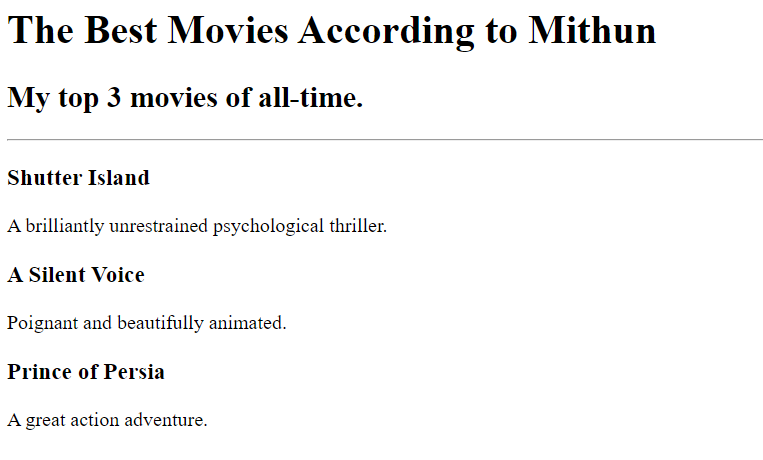 The Best Movies According to Mithun
My top 3 movies of all-time.
Shutter Island
A brilliantly unrestrained psychological thriller.
A Silent Voice
Poignant and beautifully animated.
Prince of Persia
A great action adventure.